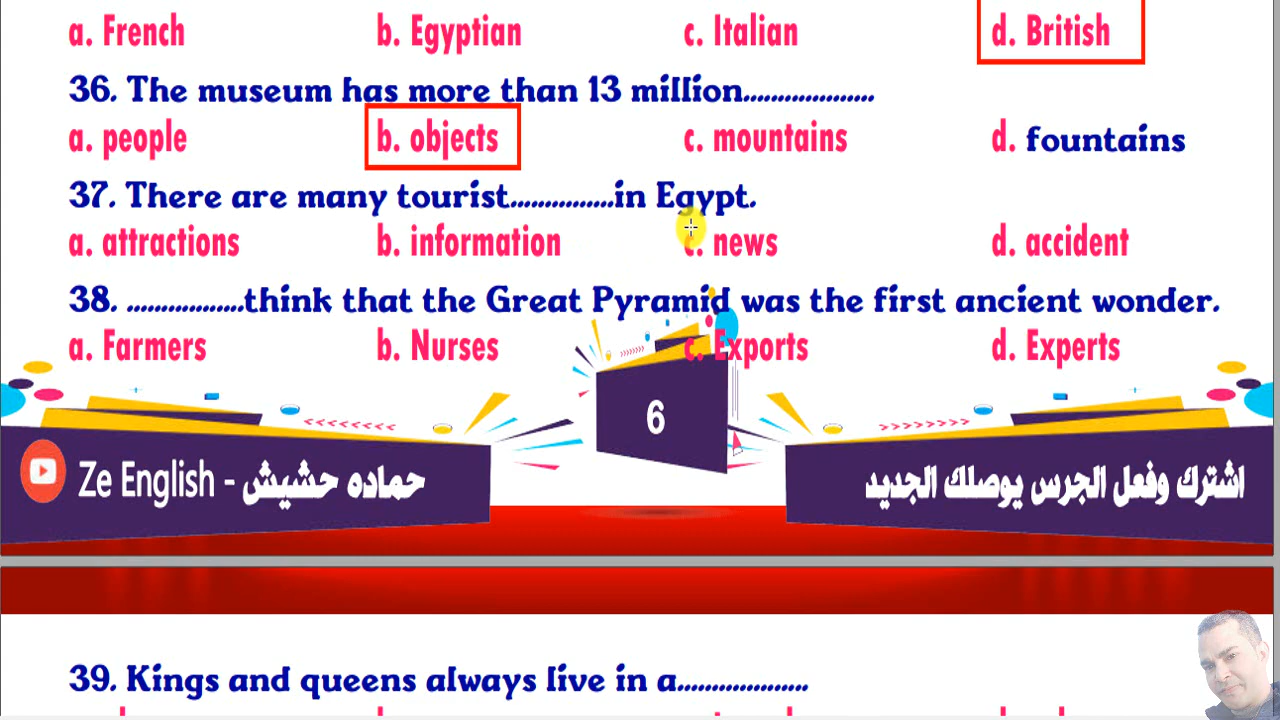 a. French b. Egyptian c. Italian d. British
36. The museum has more than 13 million...................
a. people b. objects c. mountains d. fountains
37. There are many tourist...............in Egypt.
a. attractions b. information c. news d. accident
38. .................think that the Great Pyramid was the first ancient wonder.
a. Farmers b. Nurses c. Exports d. Experts
6
Ze English - حماده حشيش
اشترك وفعل الجرس يوصلك الجديد
39. Kings and queens always live in a...................